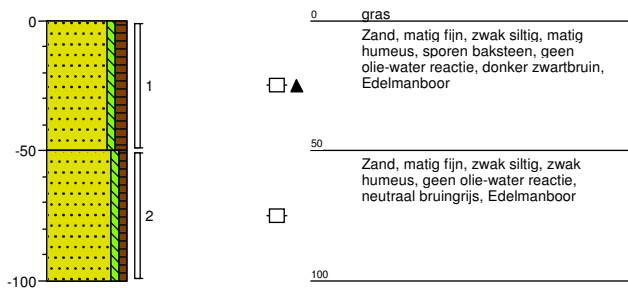 0
-50
-100
1
2
0
gras
Zand, matig fijn, zwak siltig, matig
humeus, sporen baksteen, geen
olie-water reactie, donker zwartbruin,
Edelmanboor
50
Zand, matig fijn, zwak siltig, zwak
humeus, geen olie-water reactie,
neutraal bruingrijs, Edelmanboor
100